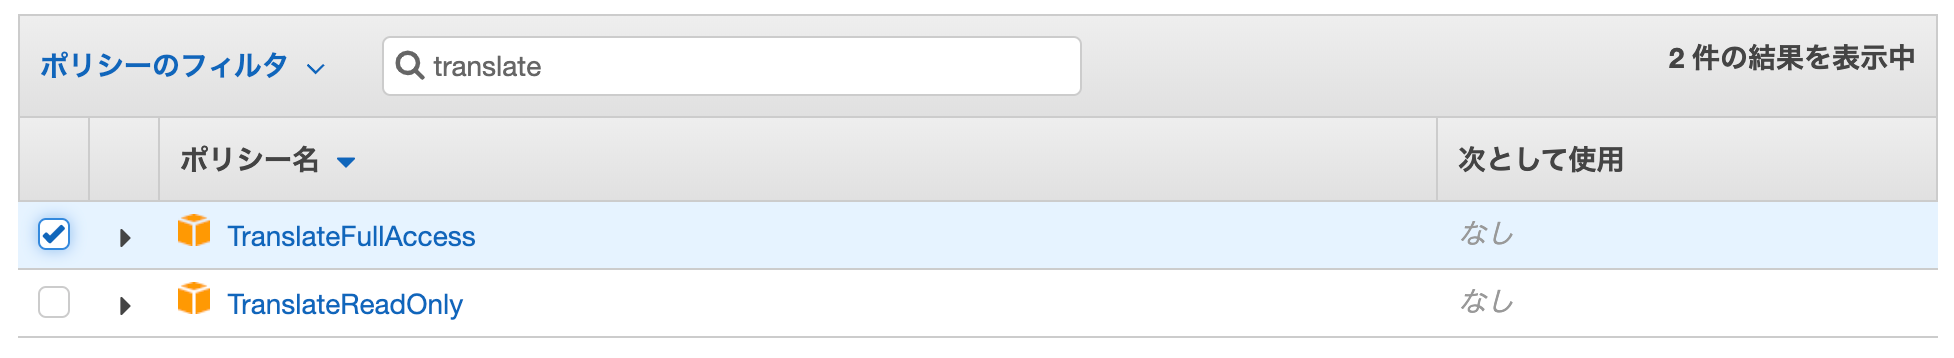 ポリシーのフィルタ translate 2 件の結果を表示中
ポリシー名 次として使用
TranslateFullAccess なし
TranslateReadOnly なし